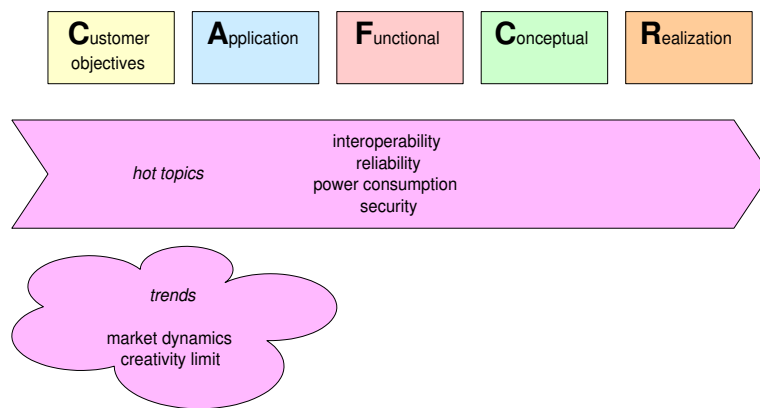 Customer
objectives
Application
Functional
Conceptual
Realization
hot topics
interoperability
reliability
power consumption
security
trends
market dynamics
creativity limit